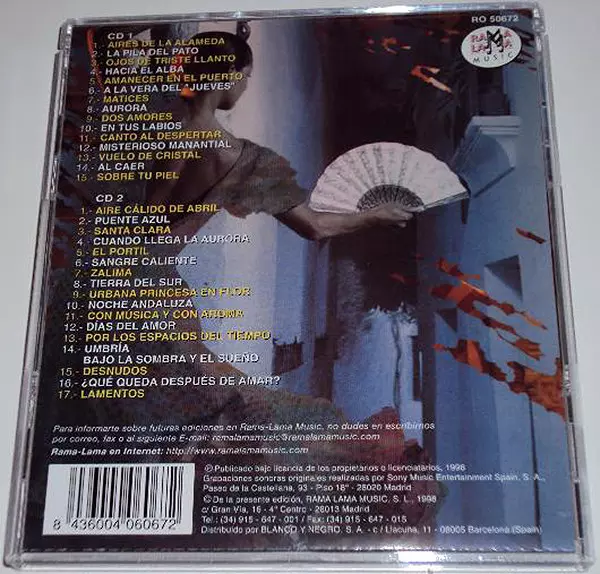 RO 50672
RAMA
LAMA
MUSIC
CD 1
1.- AIRES DE LA ALAMEDA
2.- LA PILA DEL PATO
3.- OJOS DE TRISTE LLANTO
4.- HACIA EL ALBA
5.- AMANECER EN EL PUERTO
6.- A LA VERA DEL "JUEVES"
7.- MATICES
8.- AURORA
9.- DOS AMORES
10.- EN TUS LABIOS
11.- CANTO AL DESPERTAR
12.- MISTERIOSO MANANTIAL
13.- VUELO DE CRISTAL
14.- AL CAER
15.- SOBRE TU PIEL
CD 2
1.- AIRE CÁLIDO DE ABRIL
2.- PUENTE AZUL
3.- SANTA CLARA
4.- CUANDO LLEGA LA AURORA
5.- EL PORTIL
6.- SANGRE CALIENTE
7.- ZALIMA
8.- TIERRA DEL SUR
9.- URBANA PRINCESA EN FLOR
10.- NOCHE ANDALUZA
11.- CON MÚSICA Y CON AROMA
12.- DÍAS DEL AMOR
13.- POR LOS ESPACIOS DEL TIEMPO
14.- UMBRÍA
BAJO LA SOMBRA Y EL SUEÑO
15.- DESNUDOS
16.- ¿QUÉ QUEDA DESPUÉS DE AMAR?
17.- LAMENTOS
Para informarte sobre futuras ediciones en Rama-Lama Music, no dudes en escribirnos
por correo, fax o al siguiente E-mail: ramalamamusic@ramalamamusic.com
Rama-Lama en Internet: http://www.ramalamamusic.com
℗ Publicado bajo licencia de los propietarios o licenciatarios, 1998
Grabaciones sonoras originales realizadas por Sony Music Entertainment Spain, S. A.,
Paseo de la Castellana, 93 - Piso 18º - 28020 Madrid
© De la presente edición, RAMA LAMA MUSIC, S. L., 1998
c/ Gran Vía, 16 - 4º Centro - 28013 Madrid
Tel.: (34) 915 - 647 - 001 / Fax: (34) 915 - 647 - 015
Distribuido por BLANCO Y NEGRO, S. A. - c/ Llacuna, 11 - 08005 Barcelona (Spain)
8 436004 060672